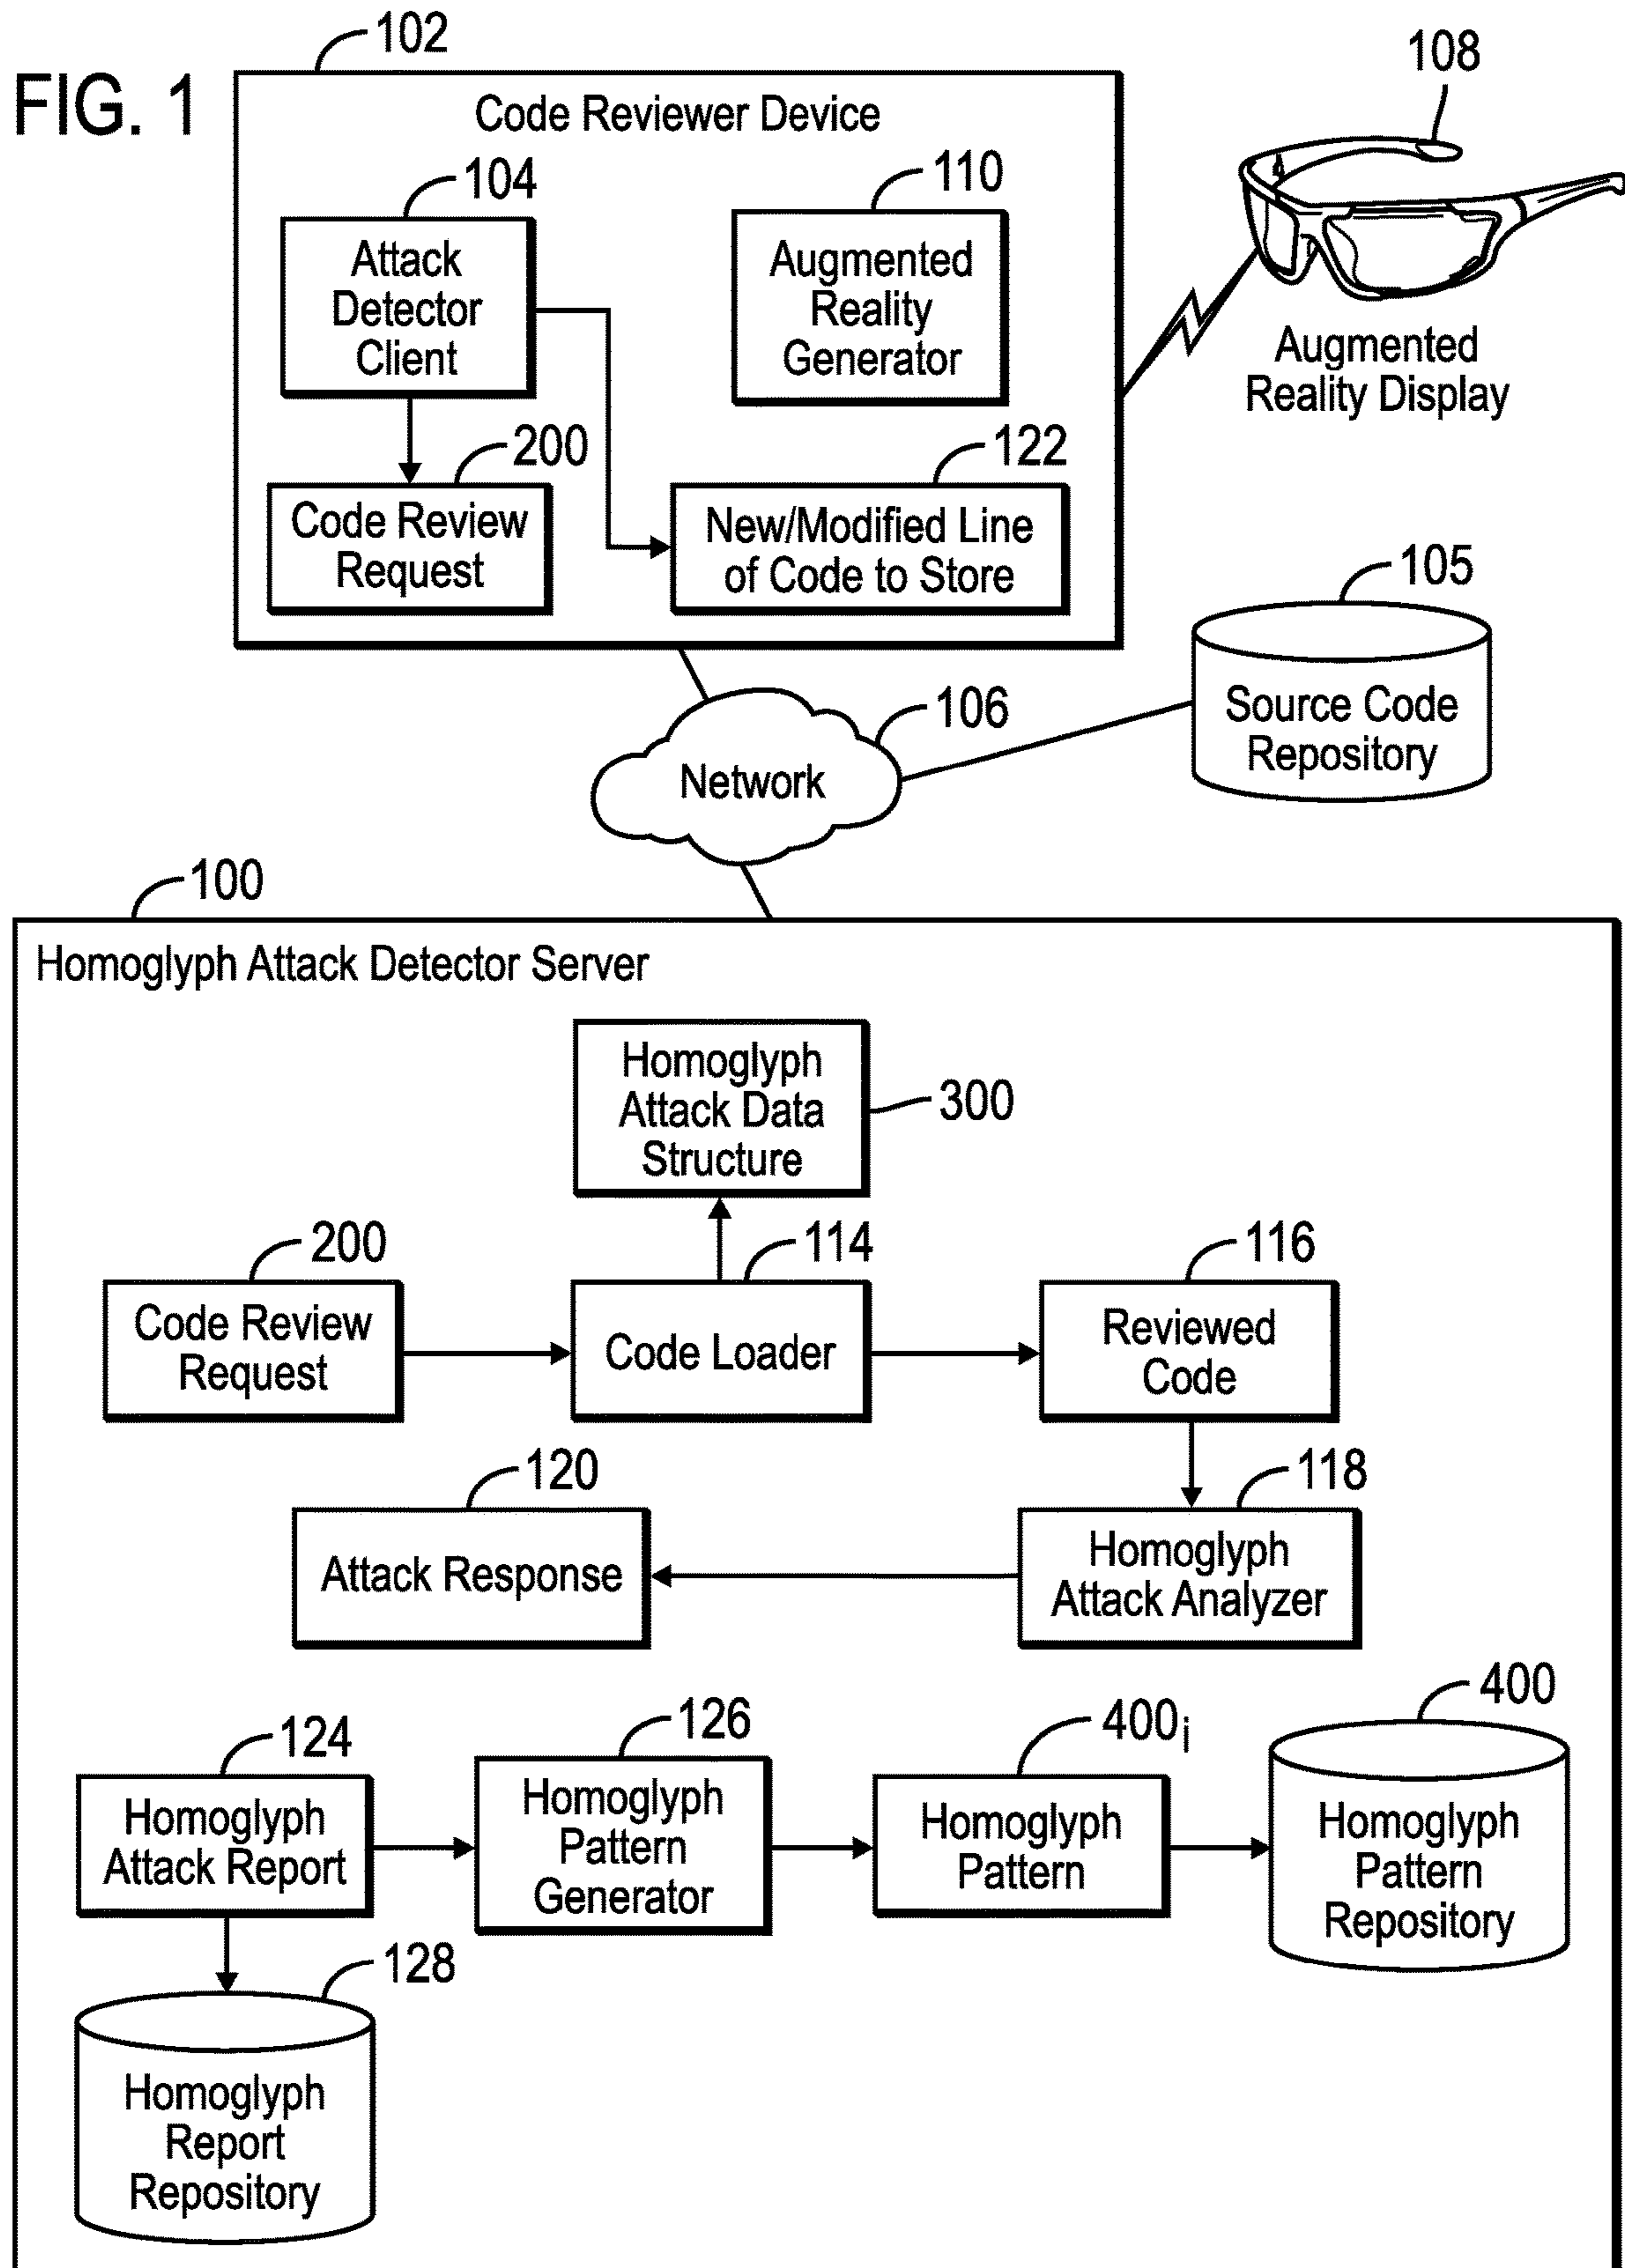 FIG. 1
102
Code Reviewer Device
108
104
Attack
Detector
Client
110
Augmented
Reality
Generator
Augmented
Reality Display
200
Code Review
Request
122
New/Modified Line
of Code to Store
105
Source Code
Repository
106
Network
100
Homoglyph Attack Detector Server
Homoglyph
Attack Data
Structure
300
200
Code Review
Request
114
Code Loader
116
Reviewed
Code
120
Attack Response
118
Homoglyph
Attack Analyzer
124
Homoglyph
Attack Report
126
Homoglyph
Pattern
Generator
400i
Homoglyph
Pattern
400
Homoglyph
Pattern
Repository
128
Homoglyph
Report
Repository